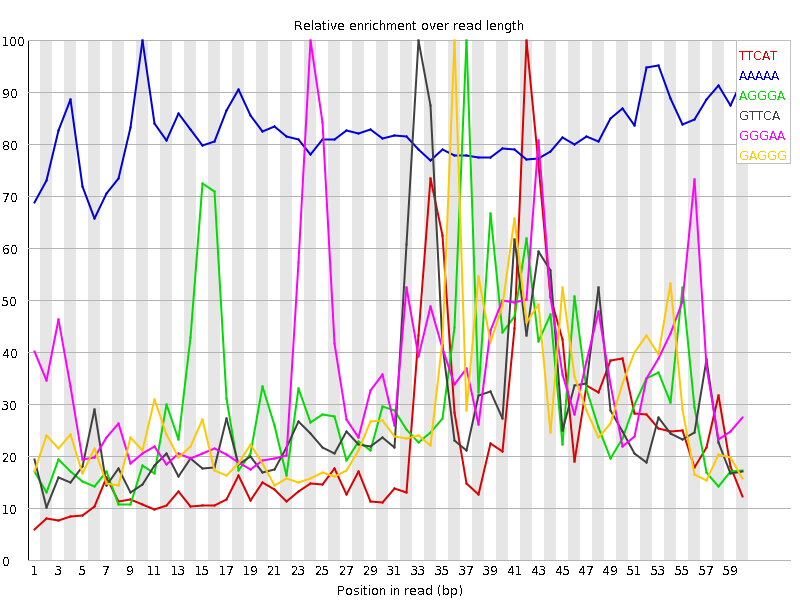 Relative enrichment over read length
100
90
80
70
60
50
40
30
20
10
0
TTCAT
AAAAA
AGGGA
GTTCA
GGGAA
GAGGG
1 3 5 7 9 11 13 15 17 19 21 23 25 27 29 31 33 35 37 39 41 43 45 47 49 51 53 55 57 59
Position in read (bp)